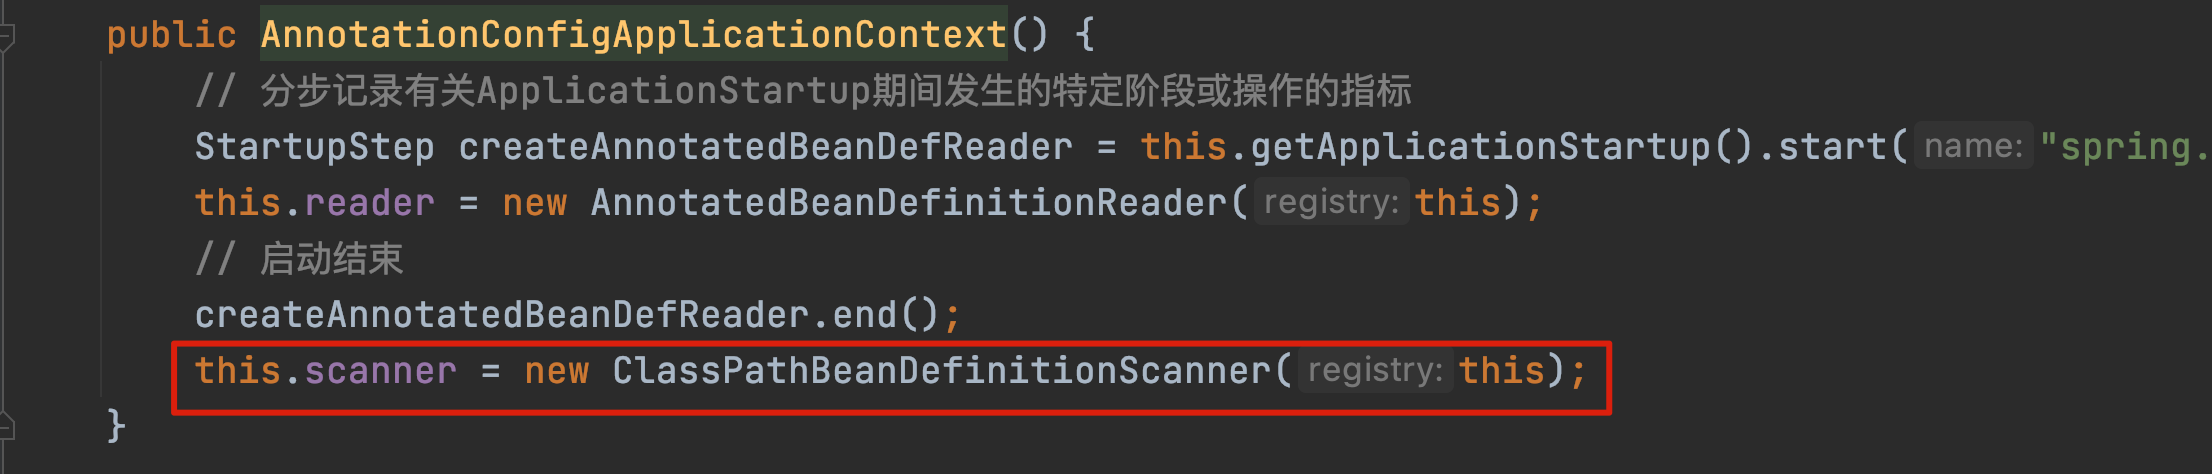 public AnnotationConfigApplicationContext() {
// 分步记录有关ApplicationStartup期间发生的特定阶段或操作的指标
StartupStep createAnnotatedBeanDefReader = this.getApplicationStartup().start( name: "spring.
this.reader = new AnnotatedBeanDefinitionReader( registry: this);
// 启动结束
createAnnotatedBeanDefReader.end();
this.scanner = new ClassPathBeanDefinitionScanner( registry: this);
}